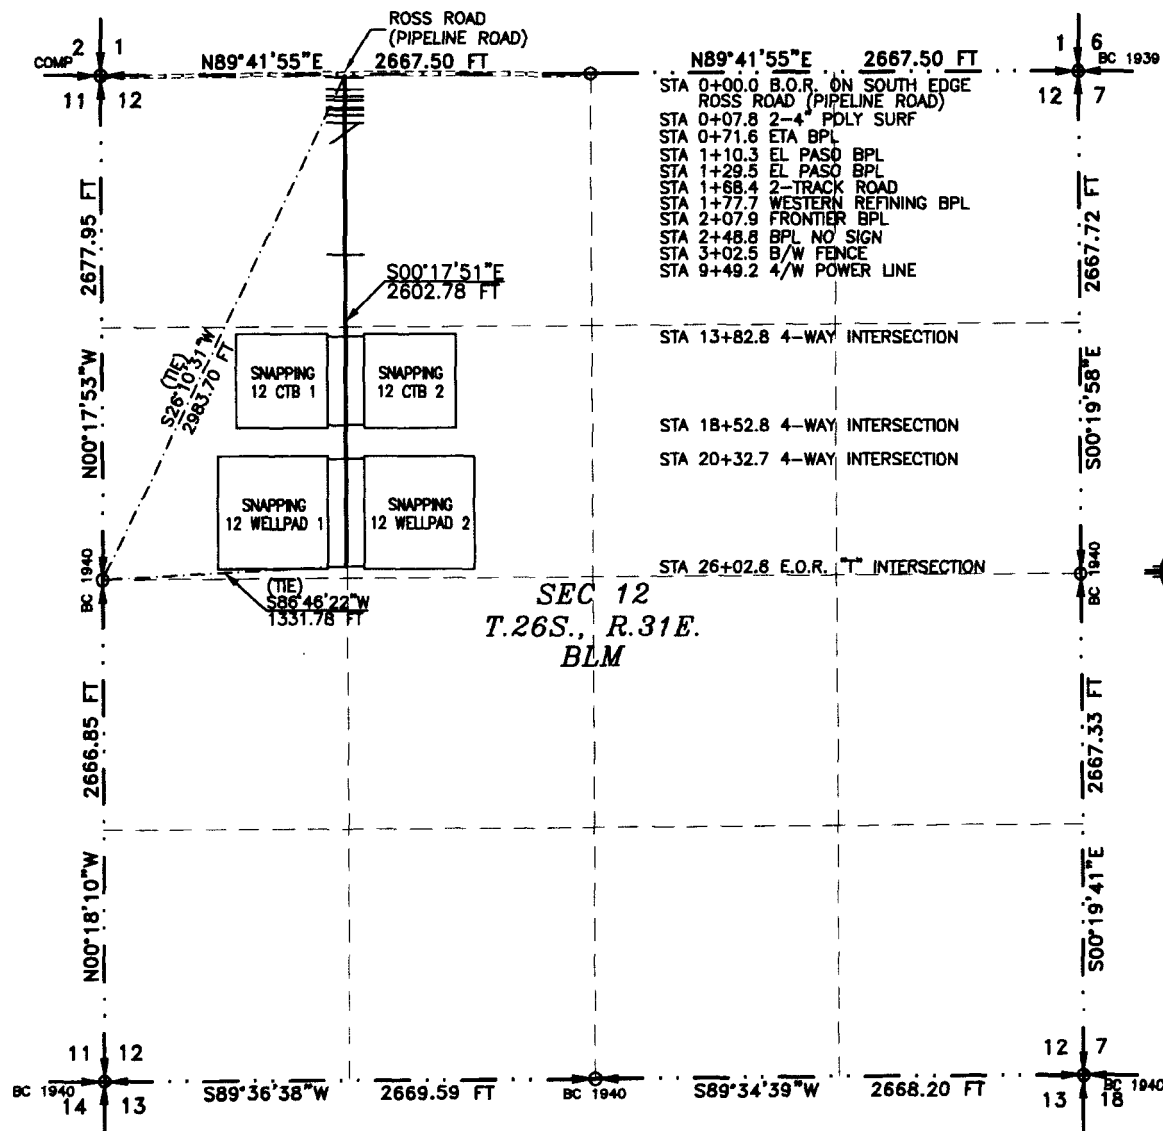 ROSS ROAD
(PIPELINE ROAD)
2 1
COMP
11 12
N89°41'55"E 2667.50 FT
N89°41'55"E 2667.50 FT
1 6
BC 1939
12 7
STA 0+00.0 B.O.R. ON SOUTH EDGE
ROSS ROAD (PIPELINE ROAD)
STA 0+07.8 2-4" POLY SURF
STA 0+71.6 ETA BPL
STA 1+10.3 EL PASO BPL
STA 1+29.5 EL PASO BPL
STA 1+68.4 2-TRACK ROAD
STA 1+77.7 WESTERN REFINING BPL
STA 2+07.9 FRONTIER BPL
STA 2+48.8 BPL NO SIGN
STA 3+02.5 B/W FENCE
STA 9+49.2 4/W POWER LINE
N00°17'53"W 2677.95 FT
S00°19'58"E 2667.72 FT
S00°17'51"E
2602.78 FT
(TIE)
S26°10'31"W
2983.70 FT
SNAPPING
12 CTB 1
SNAPPING
12 CTB 2
STA 13+82.8 4-WAY INTERSECTION
STA 18+52.8 4-WAY INTERSECTION
STA 20+32.7 4-WAY INTERSECTION
SNAPPING
12 WELLPAD 1
SNAPPING
12 WELLPAD 2
STA 26+02.8 E.O.R. "T" INTERSECTION
BC 1940
BC 1940
(TIE)
S86°46'22"W
1331.78 FT
SEC 12
T.26S., R.31E.
BLM
N00°18'10"W 2666.85 FT
S00°19'41"E 2667.33 FT
11 12
BC 1940
14 13
S89°36'38"W 2669.59 FT
BC 1940
S89°34'39"W 2668.20 FT
12 7
BC 1940
13 18